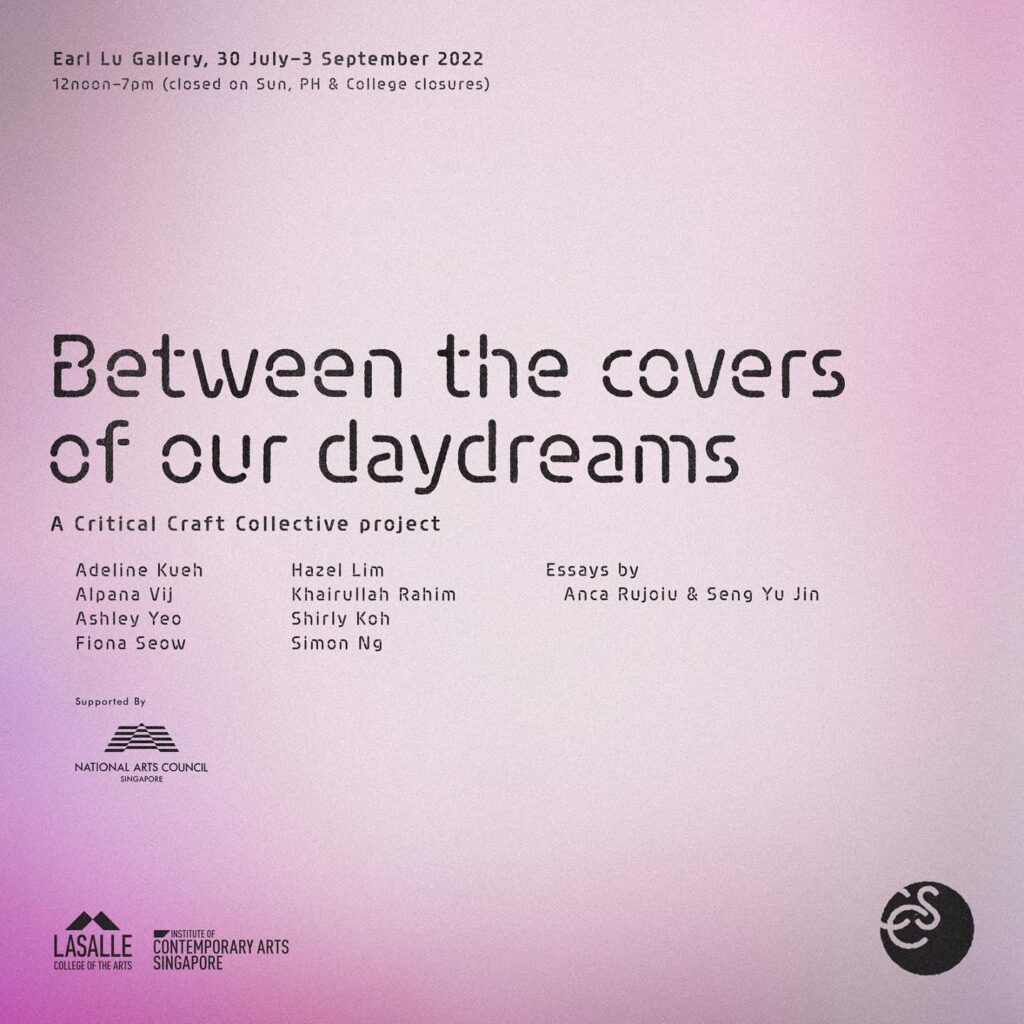 Earl Lu Gallery, 30 July–3 September 2022
12noon–7pm (closed on Sun, PH & College closures)
Between the covers
of our daydreams
A Critical Craft Collective project
Adeline Kueh
Alpana Vij
Ashley Yeo
Fiona Seow
Hazel Lim
Khairullah Rahim
Shirly Koh
Simon Ng
Essays by
Anca Rujoiu & Seng Yu Jin
Supported By
NATIONAL ARTS COUNCIL
SINGAPORE
LASALLE
COLLEGE OF THE ARTS
INSTITUTE OF
CONTEMPORARY ARTS
SINGAPORE